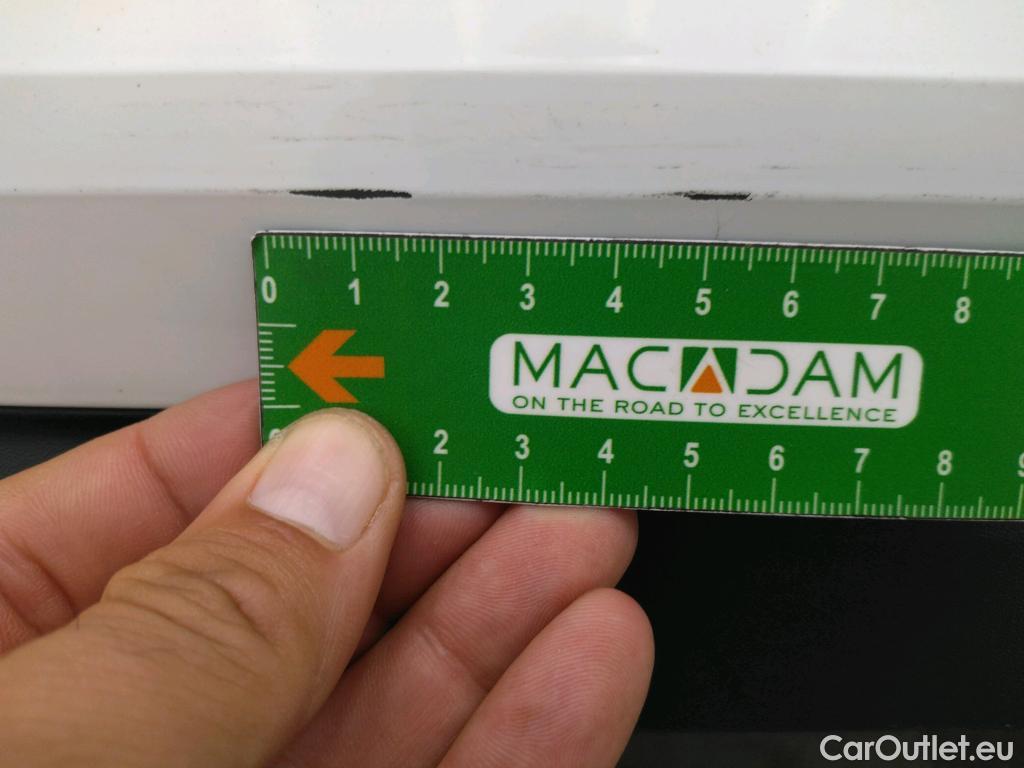 0 1 2 3 4 5 6 7 8
MACADAM
ON THE ROAD TO EXCELLENCE
2 3 4 5 6 7 8
CarOutlet.eu